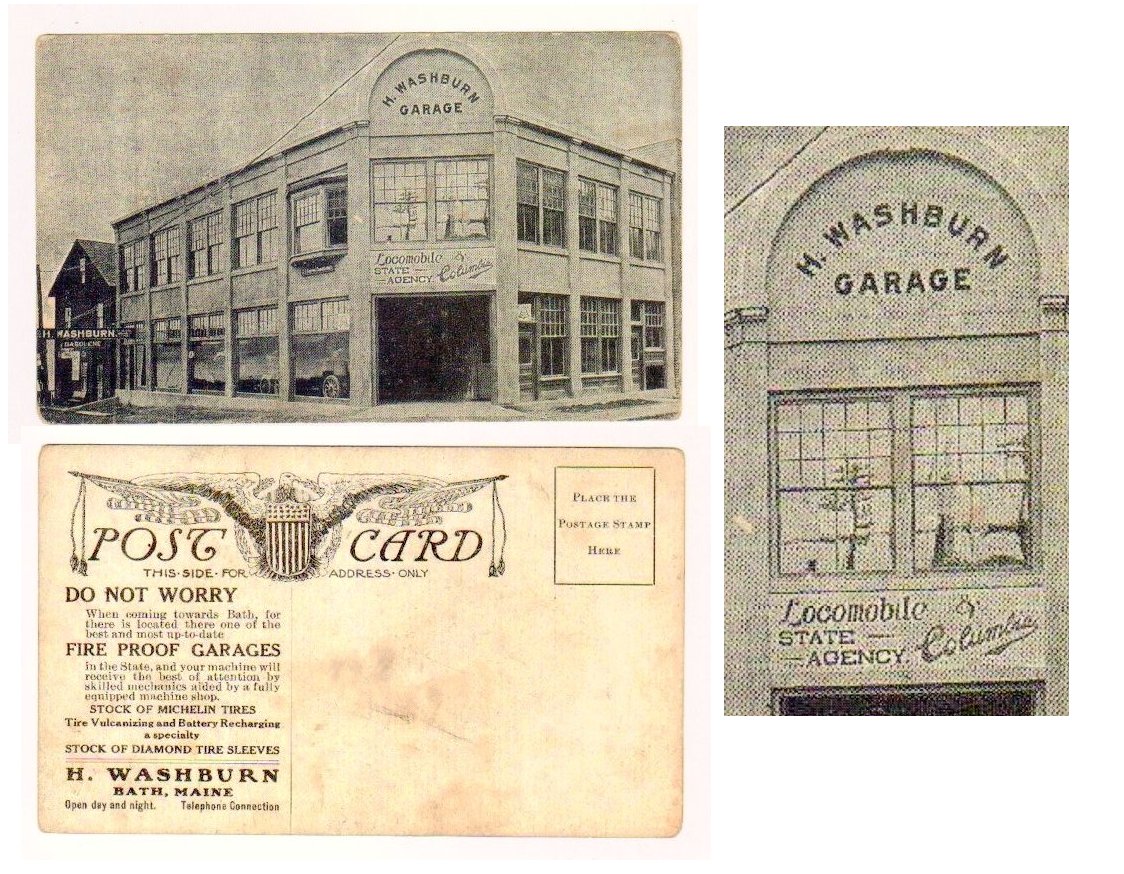 H. WASHBURN
GARAGE
Locomobile &
STATE —
— AGENCY.
Columbia
H. WASHBURN
GASOLENE
H. WASHBURN
GARAGE
Locomobile &
STATE —
— AGENCY.
Columbia
POST CARD
THIS·SIDE·FOR ADDRESS·ONLY
PLACE THE
POSTAGE STAMP
HERE
DO NOT WORRY
When coming towards Bath, for
there is located there one of the
best and most up-to-date
FIRE PROOF GARAGES
in the State, and your machine will
receive the best of attention by
skilled mechanics aided by a fully
equipped machine shop.
STOCK OF MICHELIN TIRES
Tire Vulcanizing and Battery Recharging
a specialty
STOCK OF DIAMOND TIRE SLEEVES
H. WASHBURN
BATH, MAINE
Open day and night. Telephone Connection